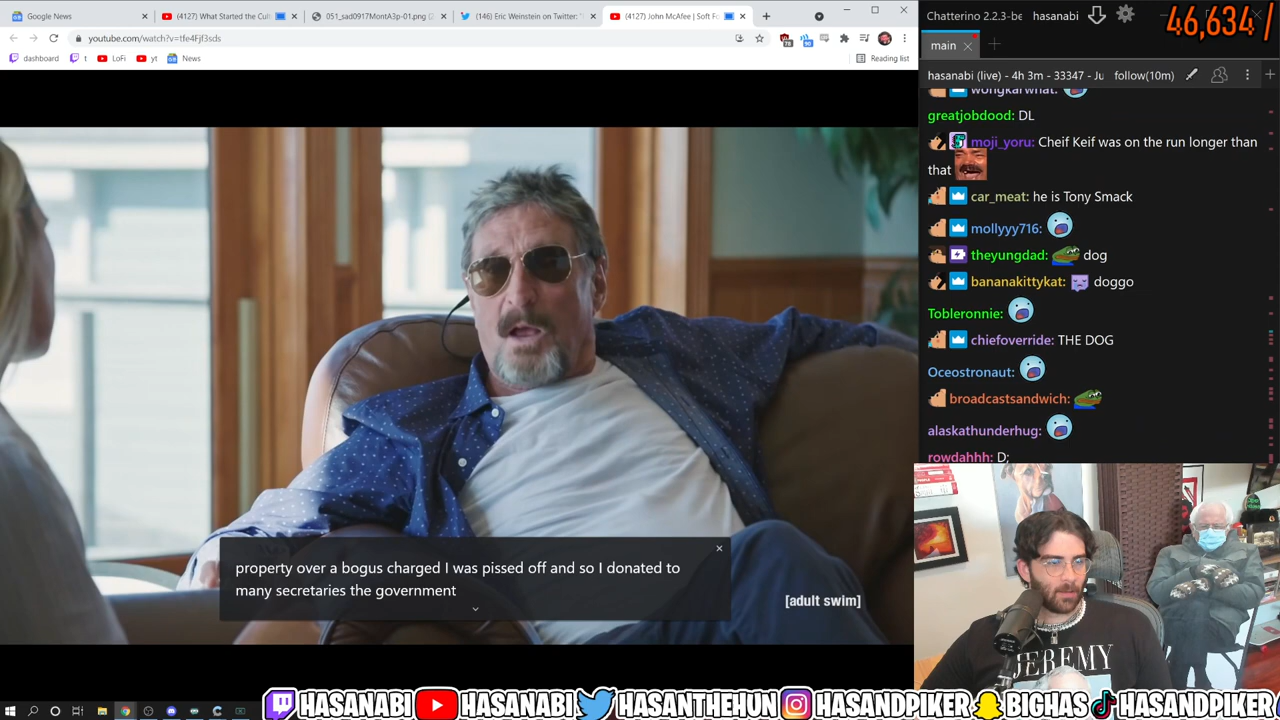 Google News
(4127) What Started the Cult
051_sad0917MontA3p-01.png (
(146) Eric Weinstein on Twitter: "
(4127) John McAfee | Soft Fo
youtube.com/watch?v=tfe4Fjf3sds
dashboard
t
LoFi
yt
News
Reading list
Chatterino 2.2.3-be
hasanabi
46,634 /
main
hasanabi (live) - 4h 3m - 33347 - Ju
follow(10m)
wongkarwhat:
greatjobdood: DL
moji_yoru: Cheif Keif was on the run longer than
that
car_meat: he is Tony Smack
mollyyy716:
theyungdad: dog
bananakittykat: doggo
Tobleronnie:
chiefoverride: THE DOG
Oceostronaut:
broadcastsandwich:
alaskathunderhug:
rowdahhh: D;
property over a bogus charged I was pissed off and so I donated to
many secretaries the government
[adult swim]
JEREMY
HASANABI
HASANABI
HASANTHEHUN
HASANDPIKER
BIGHAS
HASANDPIKER